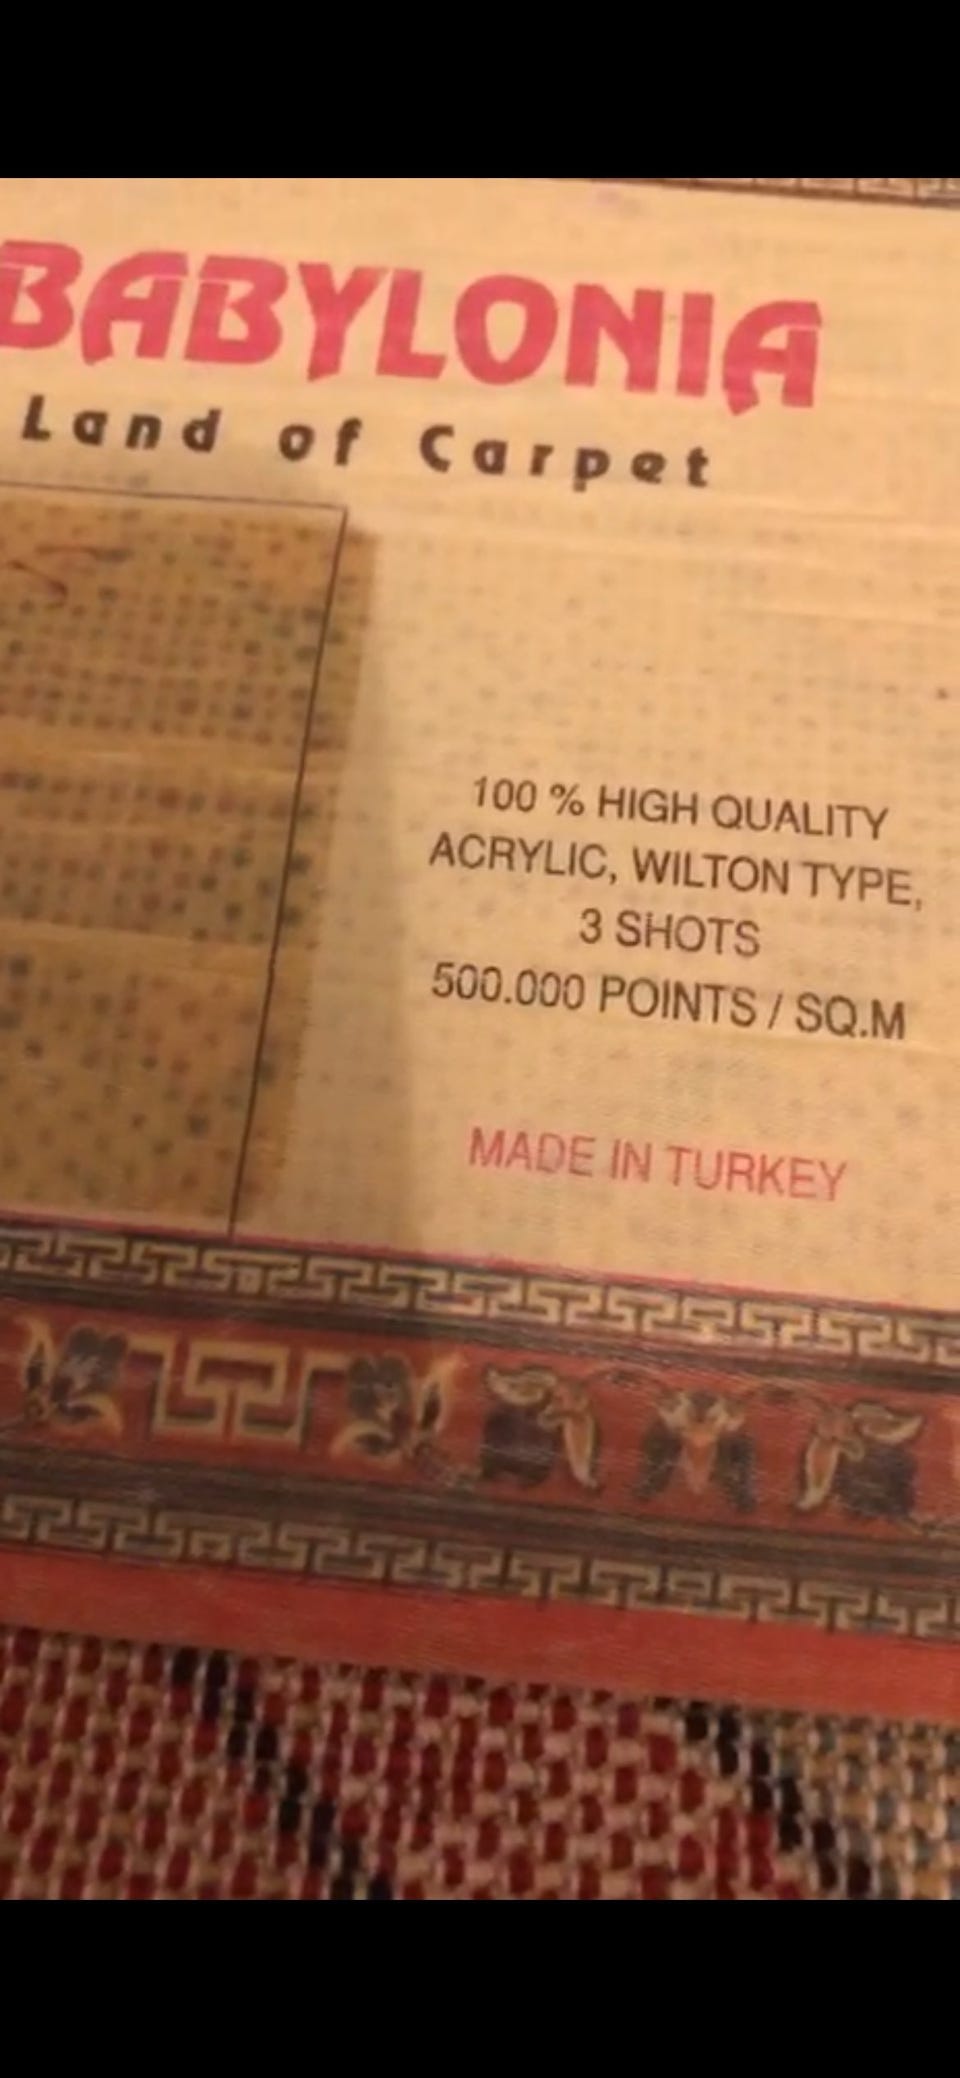 BABYLONIA
Land of Carpet
100 % HIGH QUALITY
ACRYLIC, WILTON TYPE,
3 SHOTS
500.000 POINTS / SQ.M
MADE IN TURKEY